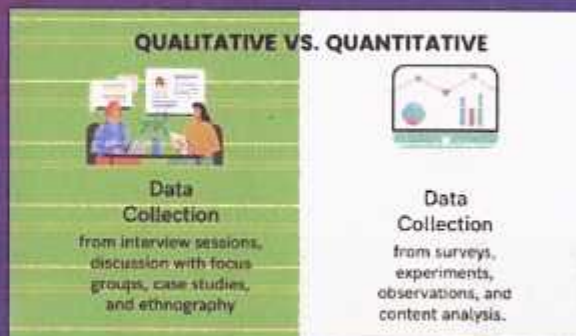 QUALITATIVE VS. QUANTITATIVE
Data
Collection
from interview sessions,
discussion with focus
groups, case studies,
and ethnography
Data
Collection
from surveys,
experiments,
observations, and
content analysis.